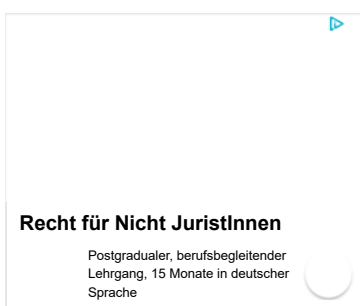 Recht für Nicht JuristInnen
Postgradualer, berufsbegleitender
Lehrgang, 15 Monate in deutscher
Sprache